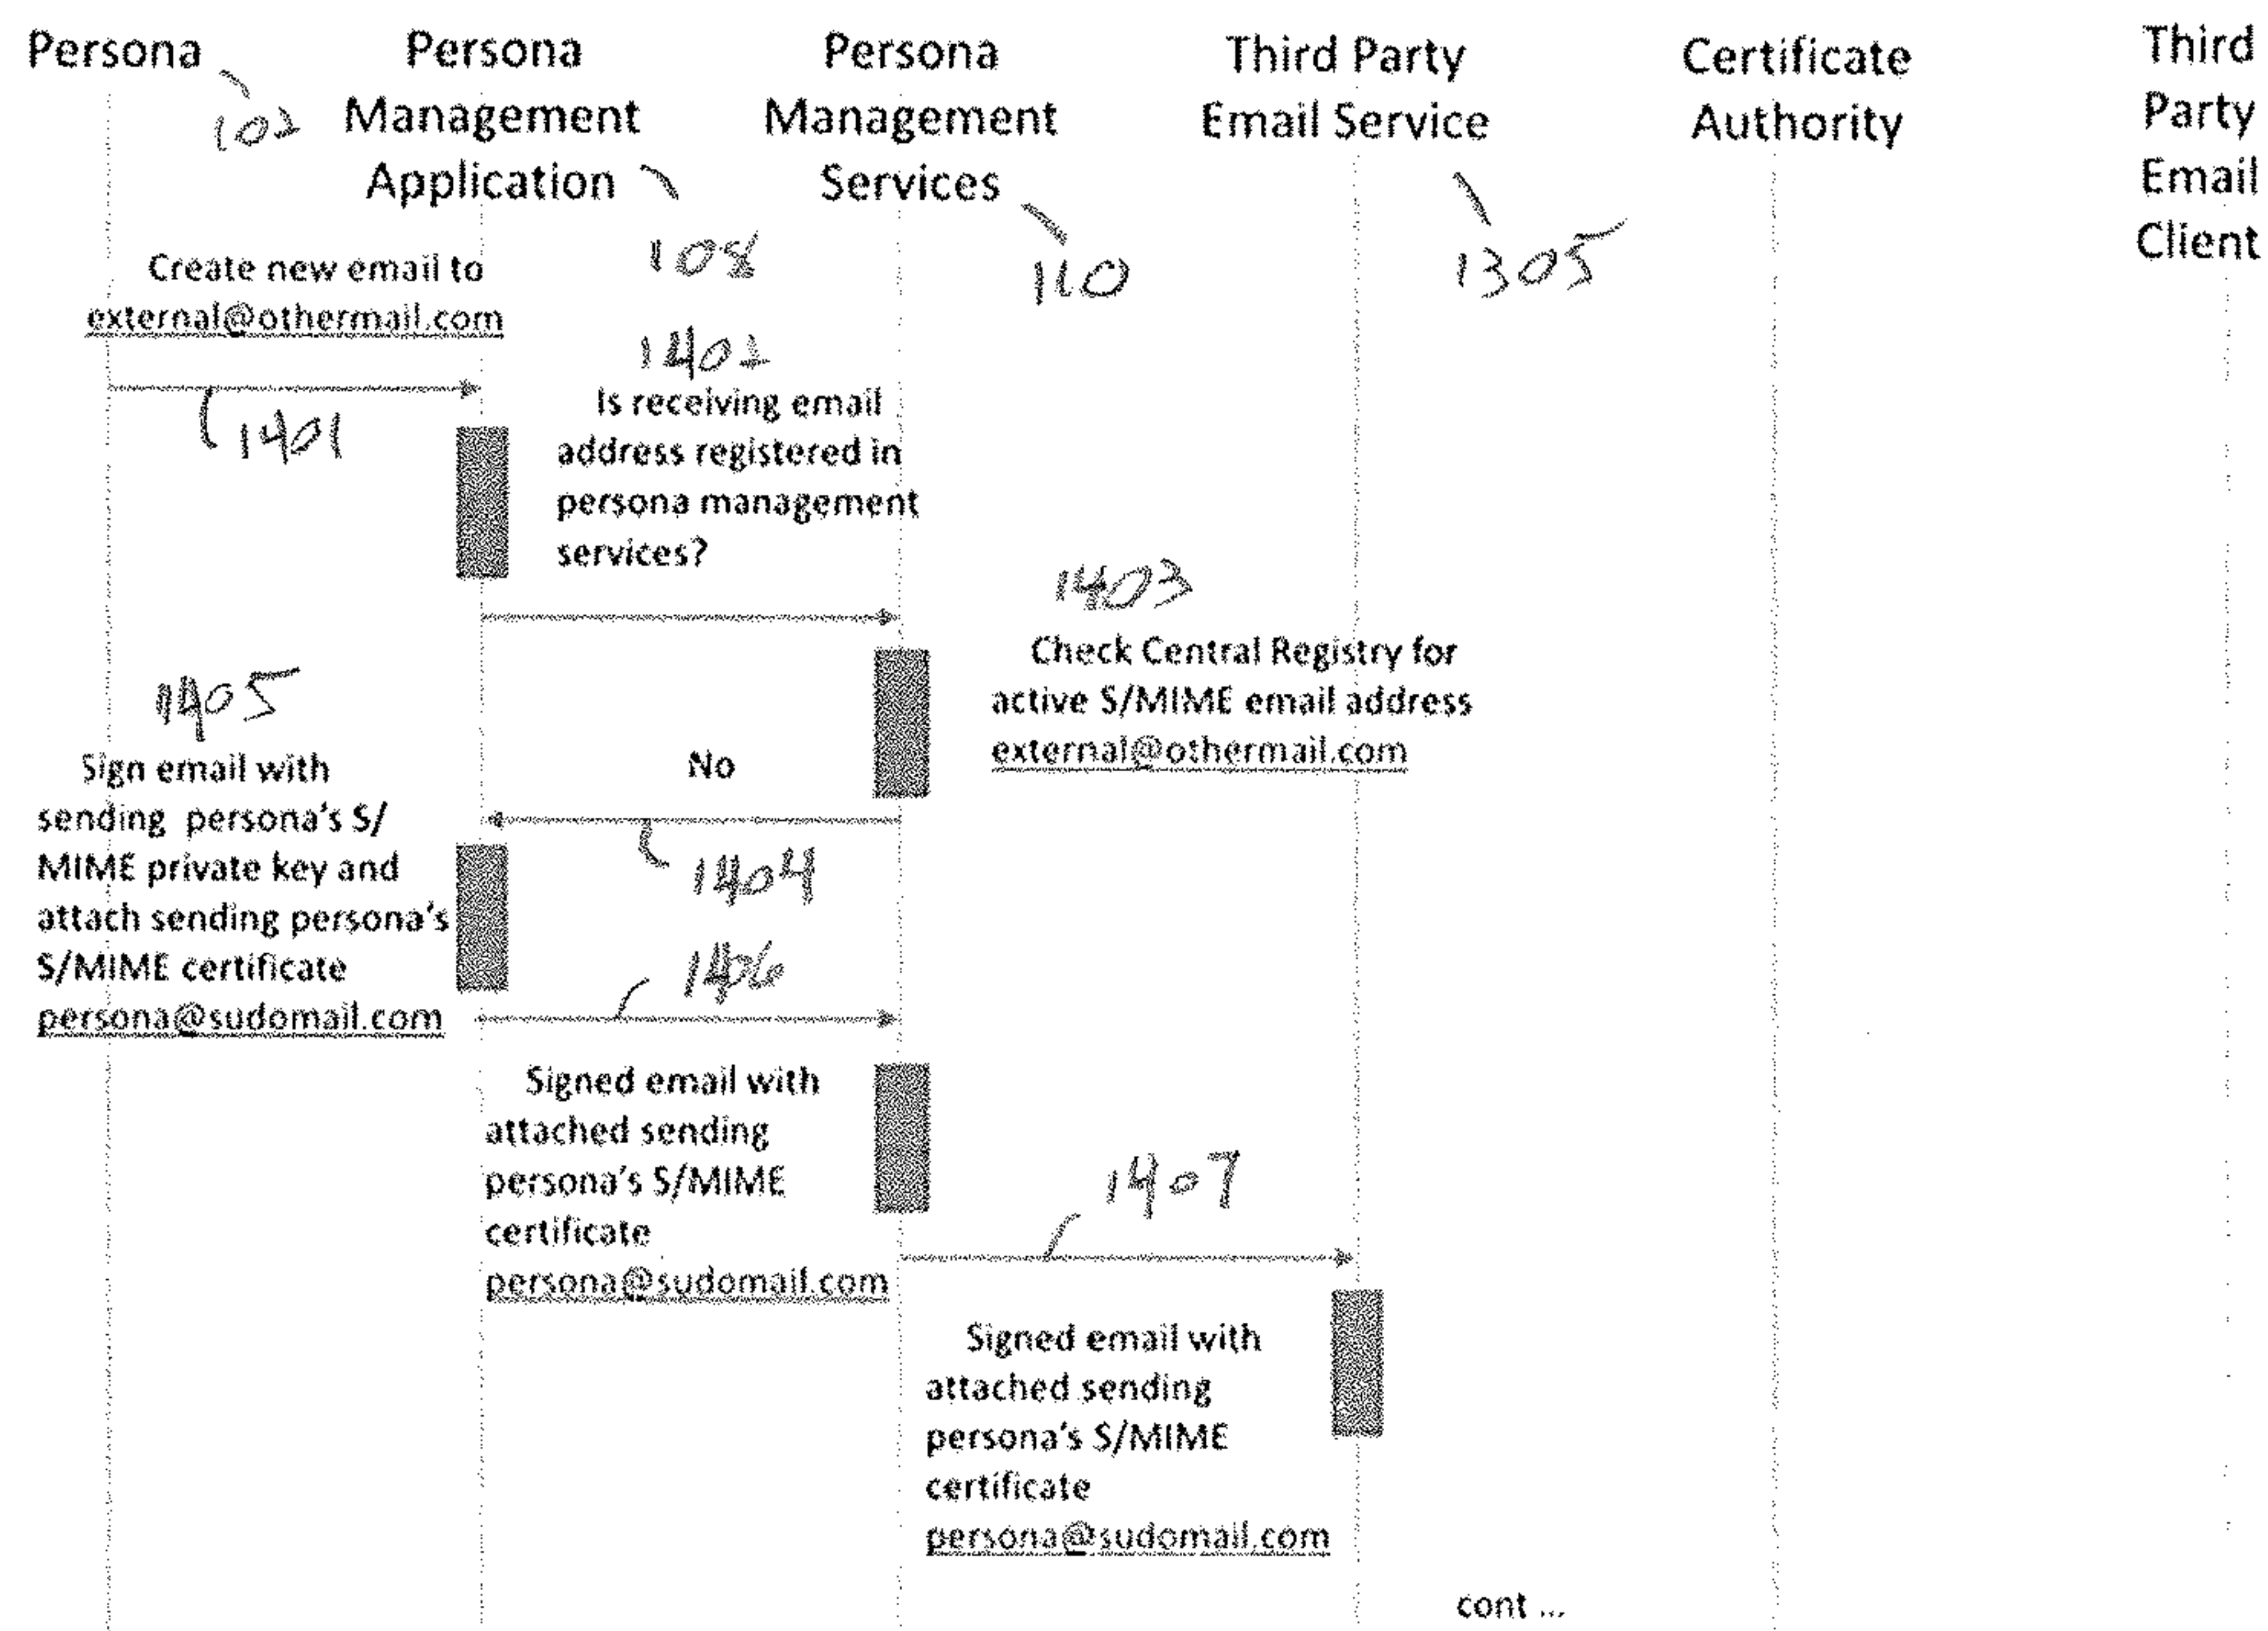 Persona
102
Persona
Management
Application
108
Persona
Management
Services
110
Third Party
Email Service
1305
Certificate
Authority
Third
Party
Email
Client
Create new email to
external@othermail.com
1401
1402
Is receiving email
address registered in
persona management
services?
1403
Check Central Registry for
active S/MIME email address
external@othermail.com
No
1404
1405
Sign email with
sending persona's S/
MIME private key and
attach sending persona's
S/MIME certificate
persona@sudomail.com
1406
Signed email with
attached sending
persona's S/MIME
certificate
persona@sudomail.com
1407
Signed email with
attached sending
persona's S/MIME
certificate
persona@sudomail.com
cont ...